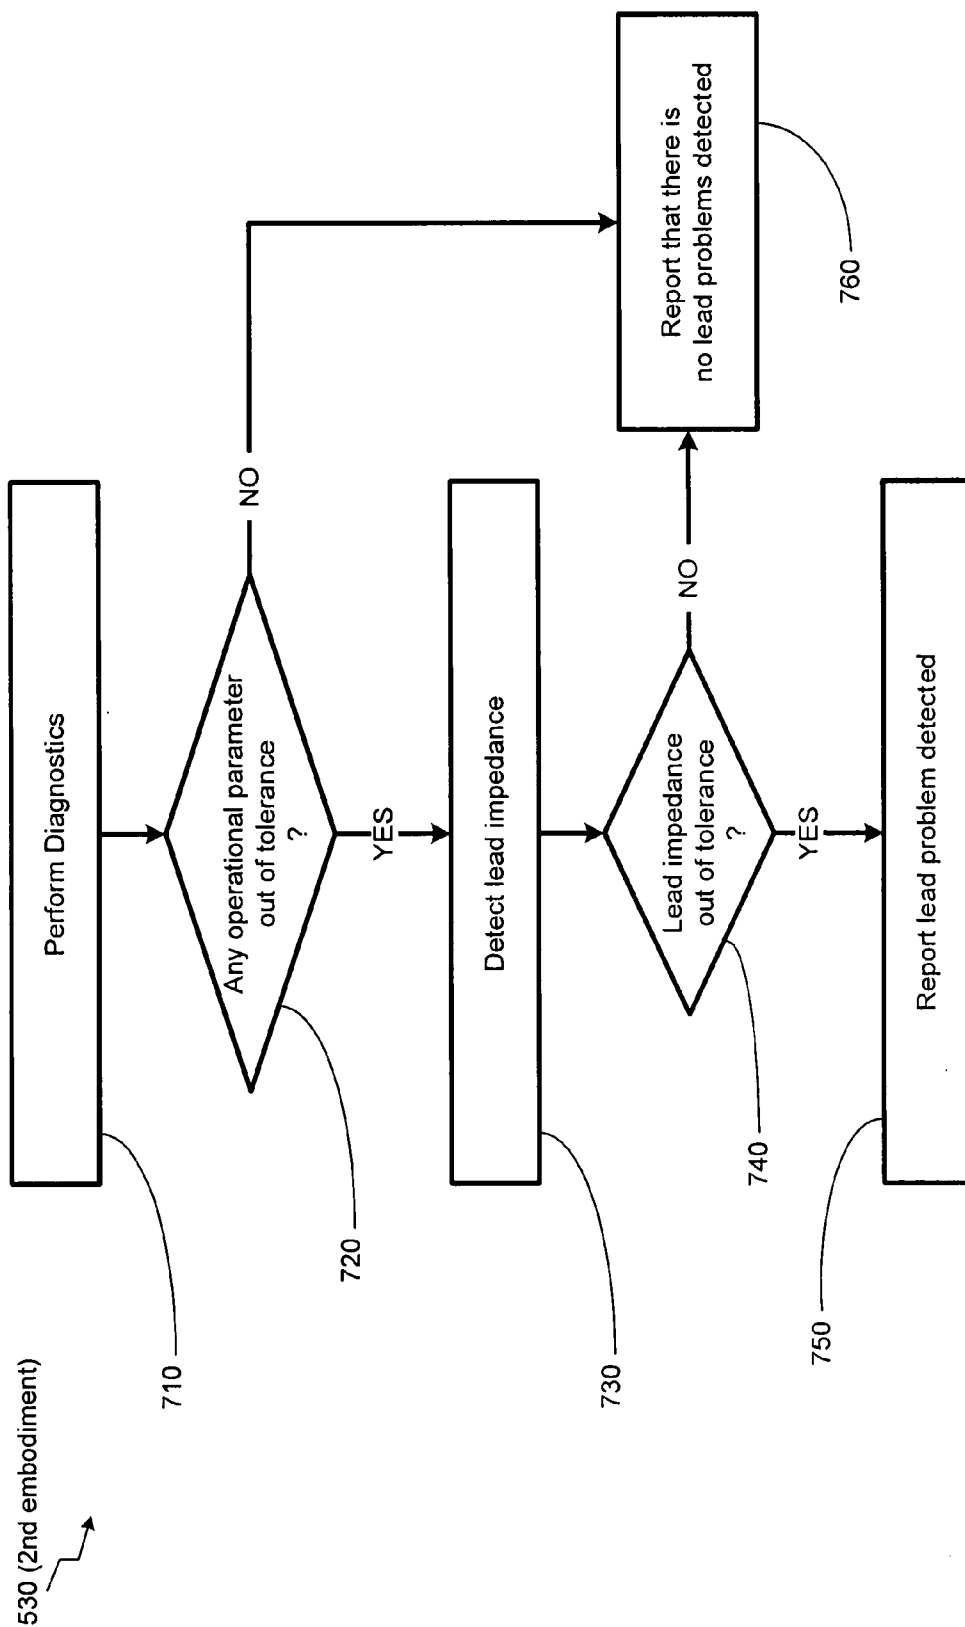 530 (2nd embodiment)
Perform Diagnostics
710
Any operational parameter
out of tolerance
?
720
NO
YES
Detect lead impedance
730
Lead impedance
out of tolerance
?
740
NO
YES
Report lead problem detected
750
Report that there is
no lead problems detected
760